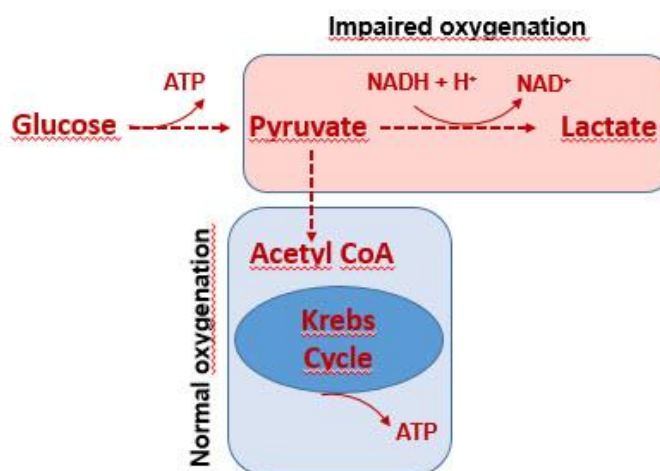 Impaired oxygenation
ATP
NADH + H⁺
NAD⁺
Glucose
Pyruvate
Lactate
Normal oxygenation
Acetyl CoA
Krebs
Cycle
ATP